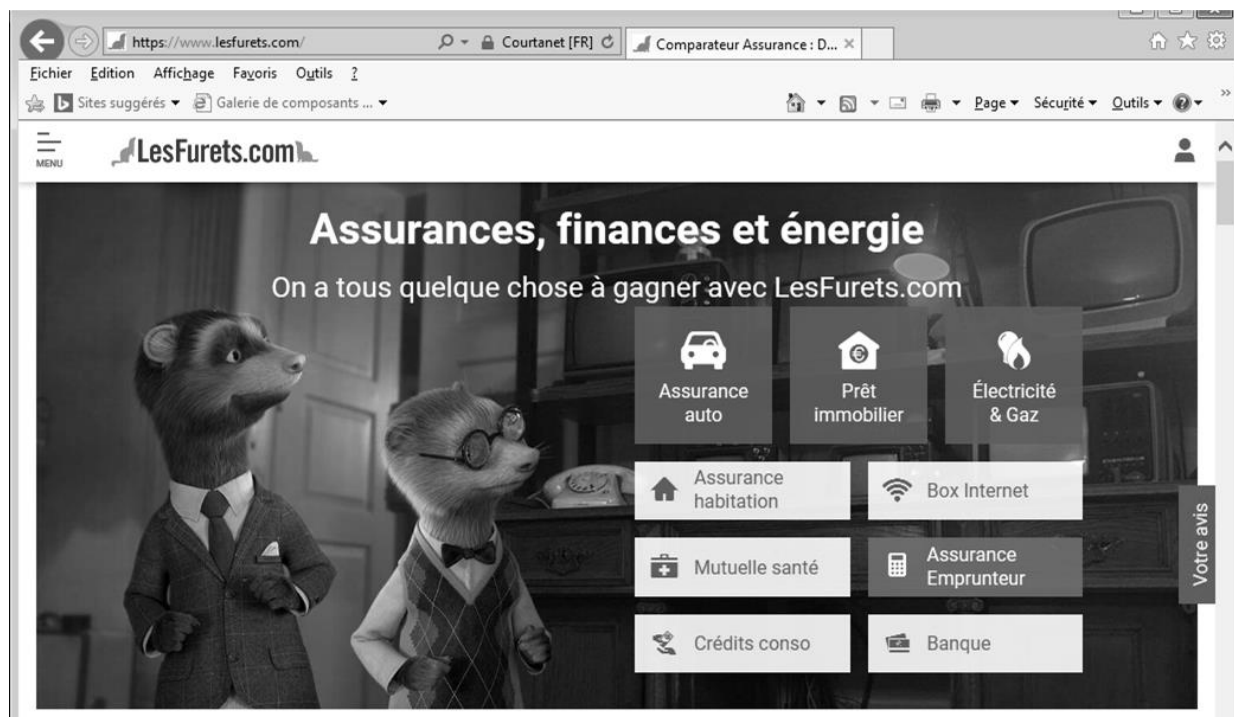 https://www.lesfurets.com/
Courtanet [FR]
Comparateur Assurance : D...
Fichier Edition Affichage Favoris Outils ?
Sites suggérés Galerie de composants ...
Page Sécurité Outils
MENU
LesFurets.com
Assurances, finances et énergie
On a tous quelque chose à gagner avec LesFurets.com
Assurance
auto
Prêt
immobilier
Électricité
& Gaz
Assurance
habitation
Box Internet
Mutuelle santé
Assurance
Emprunteur
Crédits conso
Banque
Votre avis